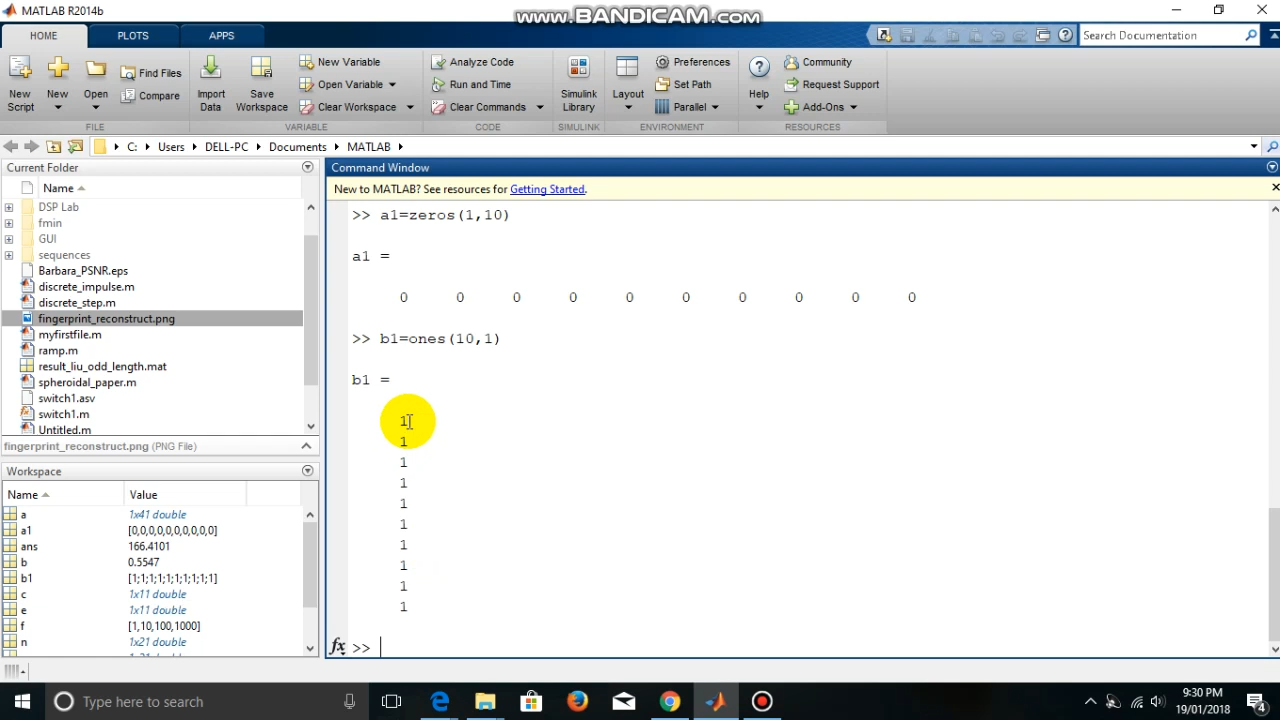 MATLAB R2014b
www.BANDICAM.com
HOME
PLOTS
APPS
Search Documentation
New Script
New
Open
Find Files
Compare
Import Data
Save Workspace
New Variable
Open Variable
Clear Workspace
Analyze Code
Run and Time
Clear Commands
Simulink Library
Layout
Preferences
Set Path
Parallel
Help
Community
Request Support
Add-Ons
FILE
VARIABLE
CODE
SIMULINK
ENVIRONMENT
RESOURCES
C:
Users
DELL-PC
Documents
MATLAB
Current Folder
Name
DSP Lab
fmin
GUI
sequences
Barbara_PSNR.eps
discrete_impulse.m
discrete_step.m
fingerprint_reconstruct.png
myfirstfile.m
ramp.m
result_liu_odd_length.mat
spheroidal_paper.m
switch1.asv
switch1.m
Untitled.m
fingerprint_reconstruct.png (PNG File)
Workspace
Name Value
a 1x41 double
a1 [0,0,0,0,0,0,0,0,0,0]
ans 166.4101
b 0.5547
b1 [1;1;1;1;1;1;1;1;1;1]
c 1x11 double
e 1x11 double
f [1,10,100,1000]
n 1x21 double
Command Window
New to MATLAB? See resources for Getting Started.
>> a1=zeros(1,10)
a1 =
0 0 0 0 0 0 0 0 0 0
>> b1=ones(10,1)
b1 =
1
1
1
1
1
1
1
1
1
1
fx >>
Type here to search
9:30 PM
19/01/2018
4